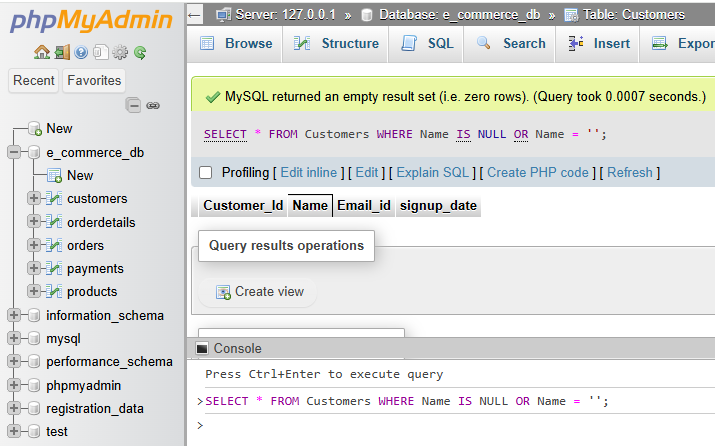 phpMyAdmin
Recent Favorites
New
e_commerce_db
New
customers
orderdetails
orders
payments
products
information_schema
mysql
performance_schema
phpmyadmin
registration_data
test
Server: 127.0.0.1 » Database: e_commerce_db » Table: Customers
Browse Structure SQL Search Insert Expor
MySQL returned an empty result set (i.e. zero rows). (Query took 0.0007 seconds.)
SELECT * FROM Customers WHERE Name IS NULL OR Name = '';
Profiling [ Edit inline ] [ Edit ] [ Explain SQL ] [ Create PHP code ] [ Refresh ]
Customer_Id Name Email_id signup_date
Query results operations
Create view
Console
Press Ctrl+Enter to execute query
>SELECT * FROM Customers WHERE Name IS NULL OR Name = '';
>